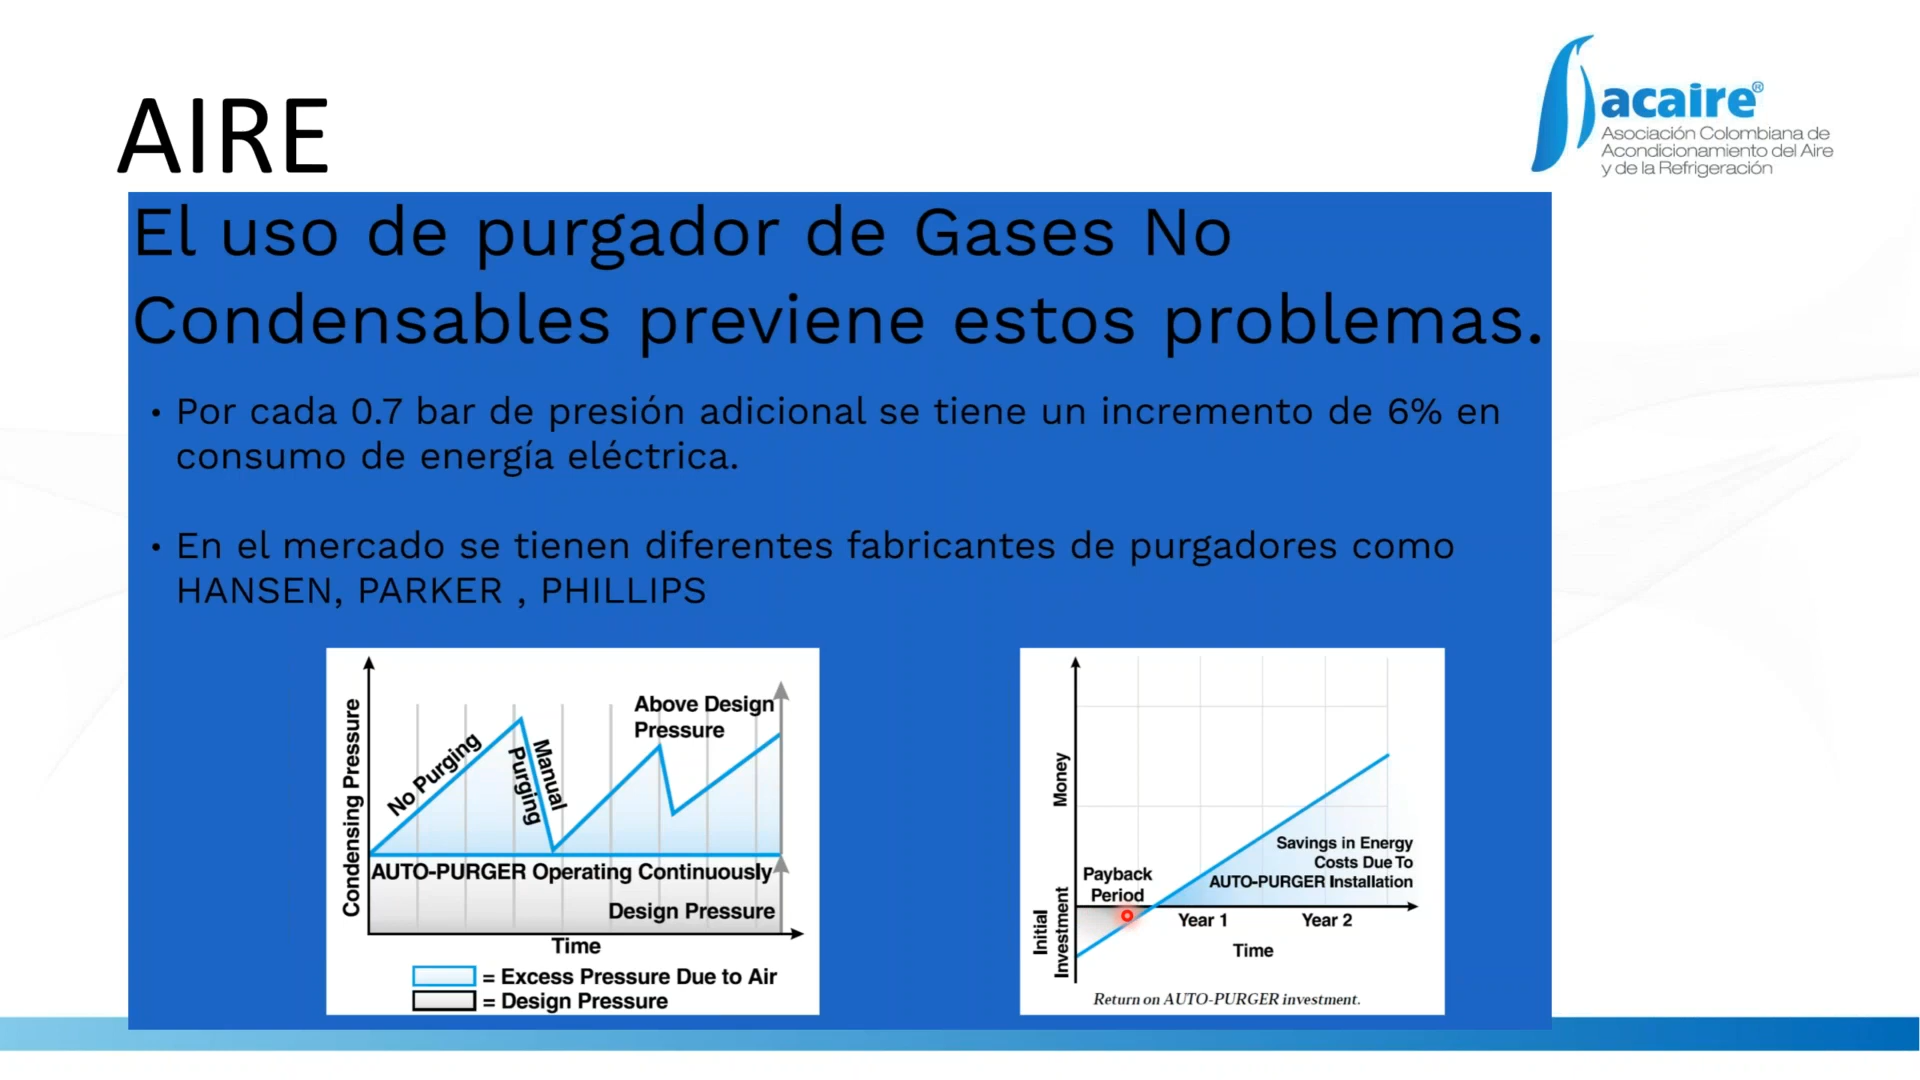 AIRE
acaire®
Asociación Colombiana de
Acondicionamiento del Aire
y de la Refrigeración
El uso de purgador de Gases No
Condensables previene estos problemas.
• Por cada 0.7 bar de presión adicional se tiene un incremento de 6% en
consumo de energía eléctrica.
• En el mercado se tienen diferentes fabricantes de purgadores como
HANSEN, PARKER , PHILLIPS
Condensing Pressure
No Purging
Manual
Purging
Above Design
Pressure
AUTO-PURGER Operating Continuously
Design Pressure
Time
= Excess Pressure Due to Air
= Design Pressure
Money
Initial
Investment
Payback
Period
Savings in Energy
Costs Due To
AUTO-PURGER Installation
Year 1
Year 2
Time
Return on AUTO-PURGER investment.